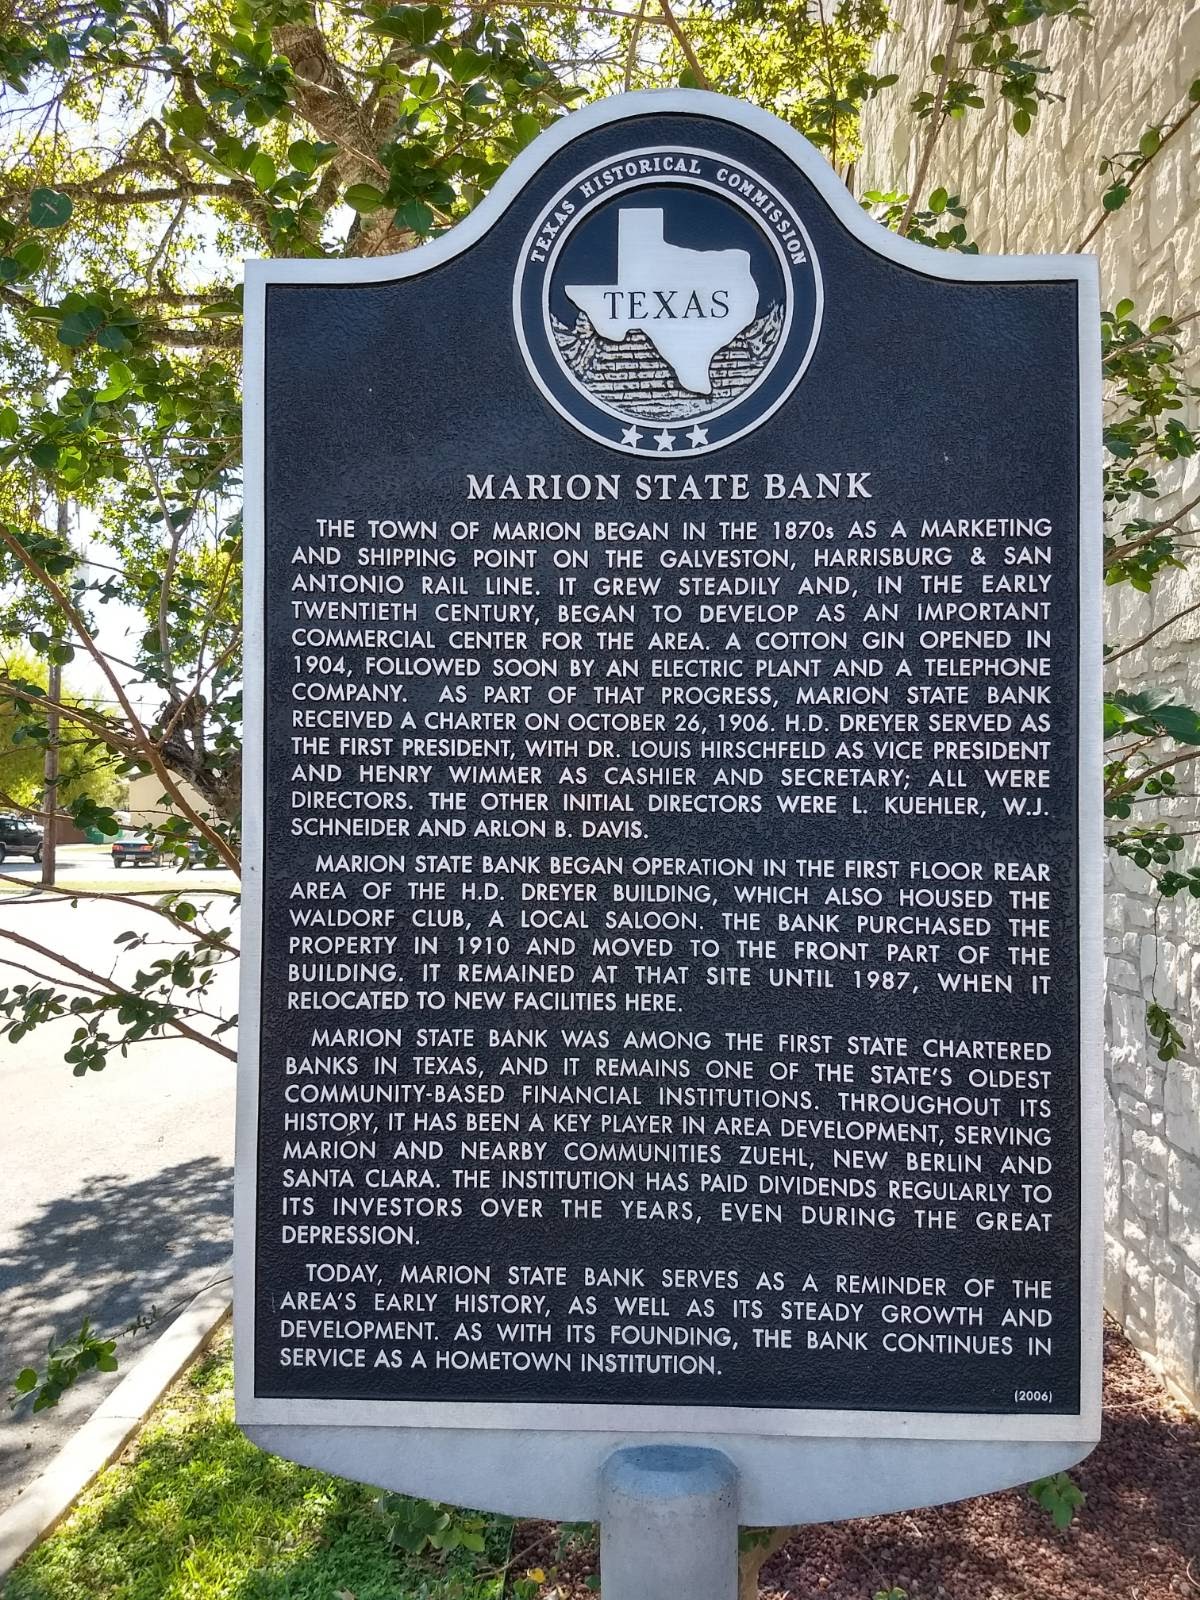 TEXAS HISTORICAL COMMISSION
TEXAS
MARION STATE BANK
THE TOWN OF MARION BEGAN IN THE 1870s AS A MARKETING
AND SHIPPING POINT ON THE GALVESTON, HARRISBURG & SAN
ANTONIO RAIL LINE. IT GREW STEADILY AND, IN THE EARLY
TWENTIETH CENTURY, BEGAN TO DEVELOP AS AN IMPORTANT
COMMERCIAL CENTER FOR THE AREA. A COTTON GIN OPENED IN
1904, FOLLOWED SOON BY AN ELECTRIC PLANT AND A TELEPHONE
COMPANY. AS PART OF THAT PROGRESS, MARION STATE BANK
RECEIVED A CHARTER ON OCTOBER 26, 1906. H.D. DREYER SERVED AS
THE FIRST PRESIDENT, WITH DR. LOUIS HIRSCHFELD AS VICE PRESIDENT
AND HENRY WIMMER AS CASHIER AND SECRETARY; ALL WERE
DIRECTORS. THE OTHER INITIAL DIRECTORS WERE L. KUEHLER, W.J.
SCHNEIDER AND ARLON B. DAVIS.
MARION STATE BANK BEGAN OPERATION IN THE FIRST FLOOR REAR
AREA OF THE H.D. DREYER BUILDING, WHICH ALSO HOUSED THE
WALDORF CLUB, A LOCAL SALOON. THE BANK PURCHASED THE
PROPERTY IN 1910 AND MOVED TO THE FRONT PART OF THE
BUILDING. IT REMAINED AT THAT SITE UNTIL 1987, WHEN IT
RELOCATED TO NEW FACILITIES HERE.
MARION STATE BANK WAS AMONG THE FIRST STATE CHARTERED
BANKS IN TEXAS, AND IT REMAINS ONE OF THE STATE'S OLDEST
COMMUNITY-BASED FINANCIAL INSTITUTIONS. THROUGHOUT ITS
HISTORY, IT HAS BEEN A KEY PLAYER IN AREA DEVELOPMENT, SERVING
MARION AND NEARBY COMMUNITIES ZUEHL, NEW BERLIN AND
SANTA CLARA. THE INSTITUTION HAS PAID DIVIDENDS REGULARLY TO
ITS INVESTORS OVER THE YEARS, EVEN DURING THE GREAT
DEPRESSION.
TODAY, MARION STATE BANK SERVES AS A REMINDER OF THE
AREA'S EARLY HISTORY, AS WELL AS ITS STEADY GROWTH AND
DEVELOPMENT. AS WITH ITS FOUNDING, THE BANK CONTINUES IN
SERVICE AS A HOMETOWN INSTITUTION.
(2006)